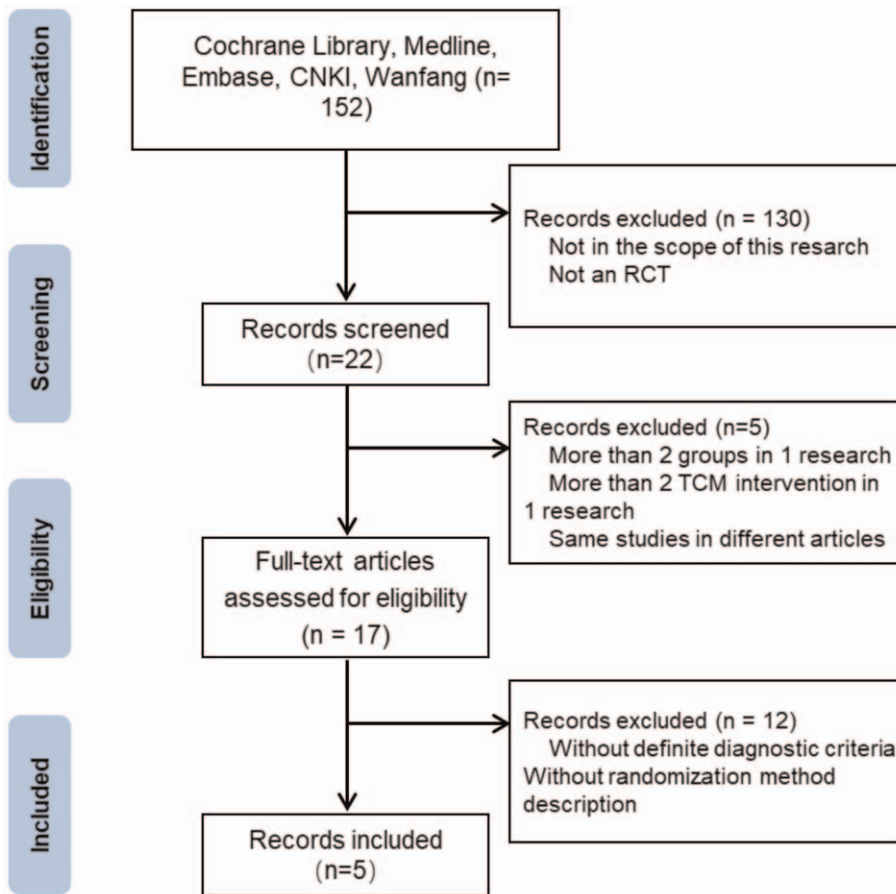 Identification
Cochrane Library, Medline,
Embase, CNKI, Wanfang (n=
152)
Records excluded (n = 130)
Not in the scope of this resarch
Not an RCT
Screening
Records screened
(n=22)
Records excluded (n=5)
More than 2 groups in 1 research
More than 2 TCM intervention in
1 research
Same studies in different articles
Eligibility
Full-text articles
assessed for eligibility
(n = 17)
Records excluded (n = 12)
Without definite diagnostic criteria
Without randomization method
description
Included
Records included
(n=5)